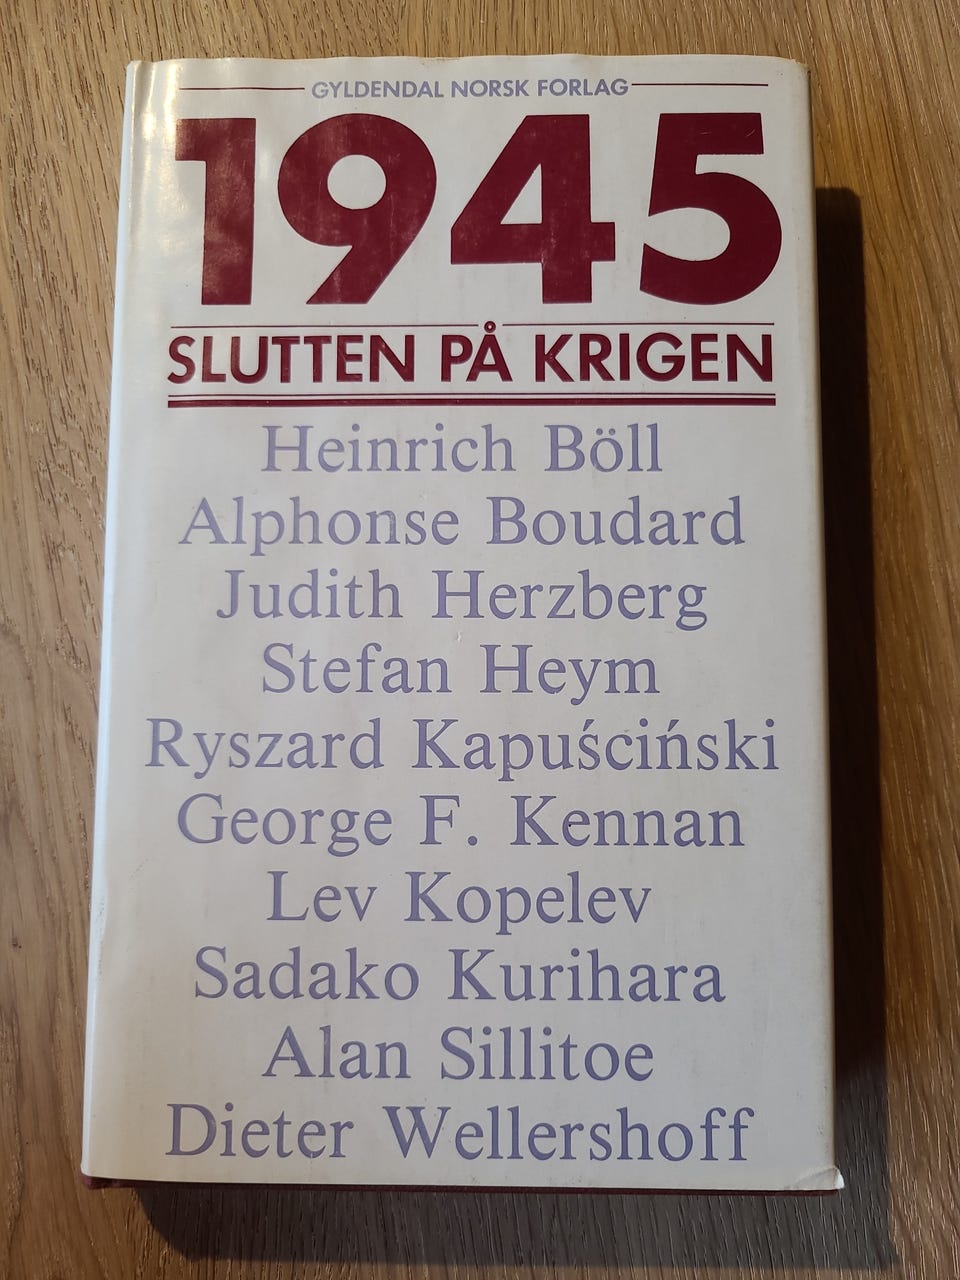 GYLDENDAL NORSK FORLAG
1945
SLUTTEN PÅ KRIGEN
Heinrich Böll
Alphonse Boudard
Judith Herzberg
Stefan Heym
Ryszard Kapuściński
George F. Kennan
Lev Kopelev
Sadako Kurihara
Alan Sillitoe
Dieter Wellershoff